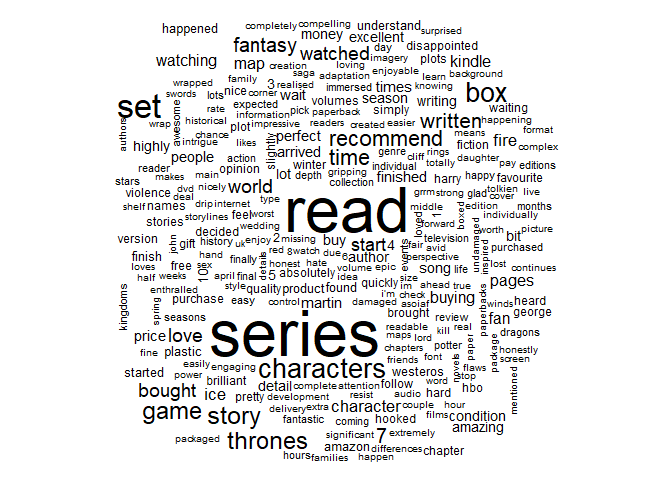 happened completely compelling understand surprised
money excellent
fantasy watched day disappointed
watching map creation loving imagery plots kindle
saga adaptation enjoyable learn knowing background
wrapped family 3 realised immersed times
swords lots nice corner wait volumes season writing box waiting
set rate expected information pick paperback simply written happening
authors wrap awesome historical impressive readers created easier means format
chance plot perfect recommend fiction fire complex
highly intrigue likes slightly arrived time genre cliff rings daughter pay editions
people action winter individual totally
reader opinion lot depth gripping finished harry happy favourite
stars makes main world collection grrm strong glad tolkien live
violence dvd nicely type read middle loved 1 edition cover months
shelf names deal drip internet forward boxed individually
stories storylines feel worst fair avid television undamaged worth picture
version decided wedding buy start 4 events perspective bit purchased
john gift history uk enjoy 2 missing 8 watch due 6 inspired red lost continues
finish hand finally honest hate author song life pages
loves free sex 10 details idea volume epic size
half weeks april final 5 absolutely quickly im ahead true winds heard
enthralled style quality product found i'm asoiaf buying paperbacks george
kingdoms spring purchase easy control martin damaged check brought review fan
seasons series readable kill real dragons
price love maps lord potter paper package honestly
fine plastic chapters novels screen
easily engaging characters friends font westeros flaws
started power brilliant detail complete attention follow word stop hbo mentioned
bought ice pretty development resist audio hard
game story delivery extra character couple hour condition
fantastic coming hooked films amazing
packaged thrones significant 7 extremely
amazon differences chapter
hours families happen